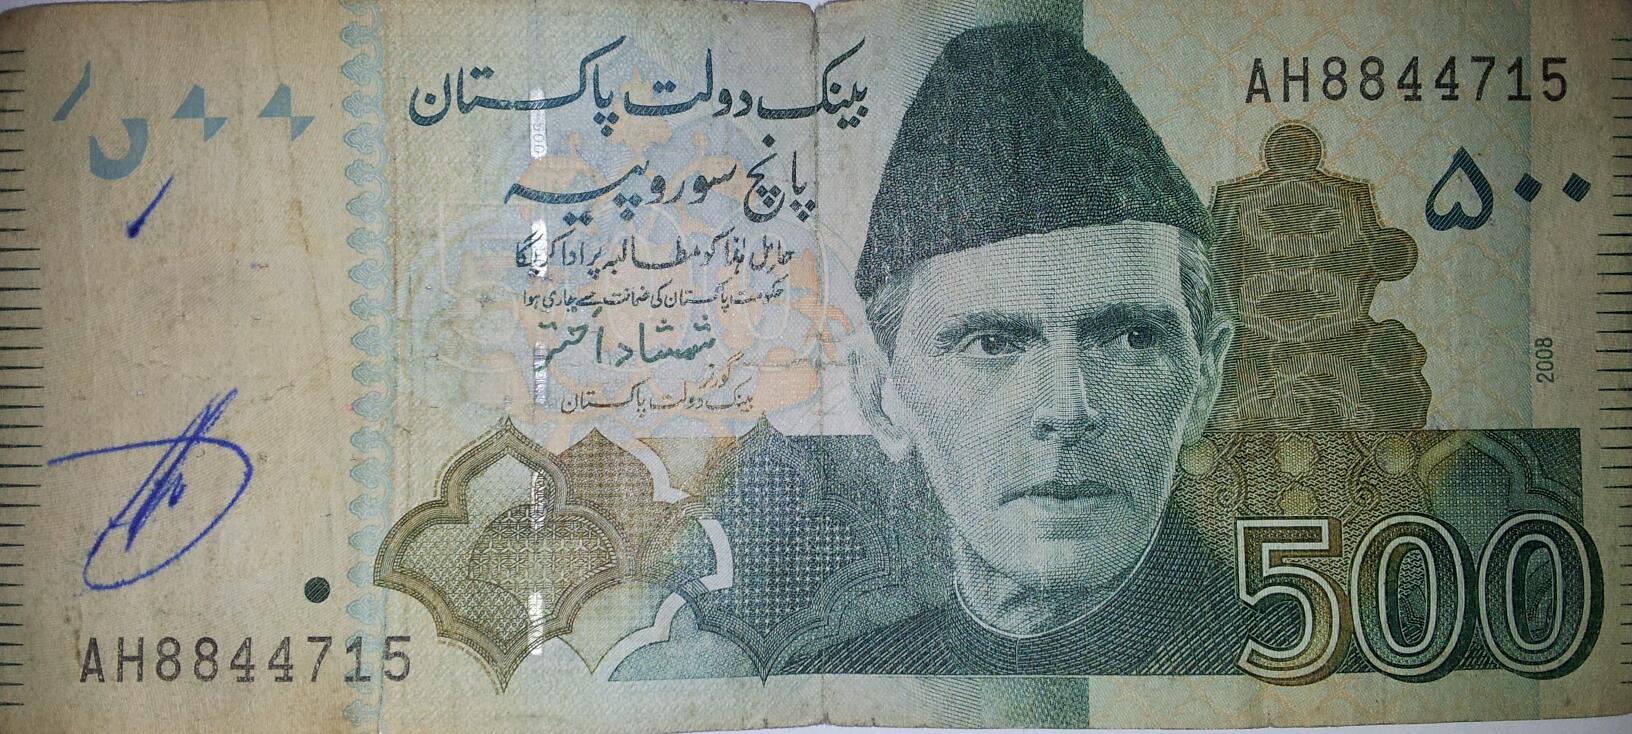 بینک دولت پاکستان
AH8844715
پانچ سو روپیہ
۵۰۰
حامل ہٰذا کو مطالبہ پر ادا کریگا
حکومت پاکستان کی ضمانت سے جاری ہوا
شمشاد اختر
گورنر
بینک دولت پاکستان
2008
500
AH8844715